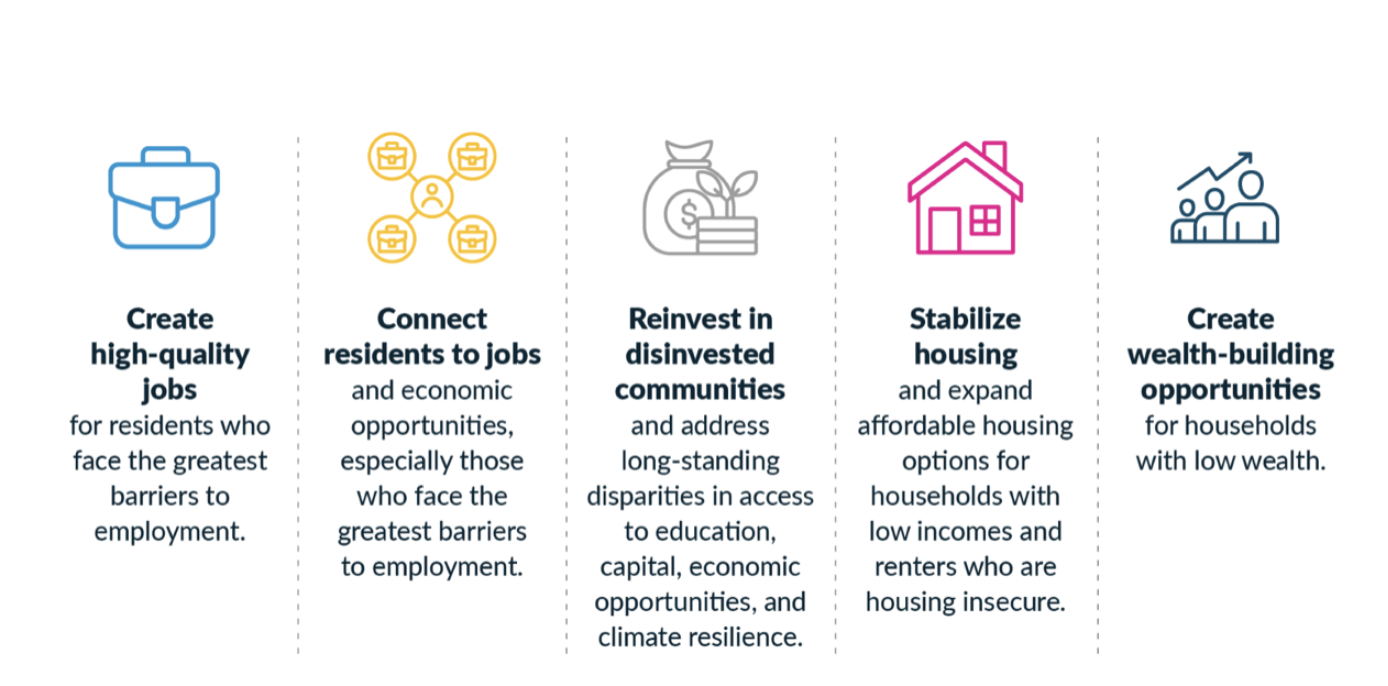 Create
high-quality
jobs
for residents who
face the greatest
barriers to
employment.
Connect
residents to jobs
and economic
opportunities,
especially those
who face the
greatest barriers
to employment.
$
Reinvest in
disinvested
communities
and address
long-standing
disparities in access
to education,
capital, economic
opportunities, and
climate resilience.
Stabilize
housing
and expand
affordable housing
options for
households with
low incomes and
renters who are
housing insecure.
Create
wealth-building
opportunities
for households
with low wealth.